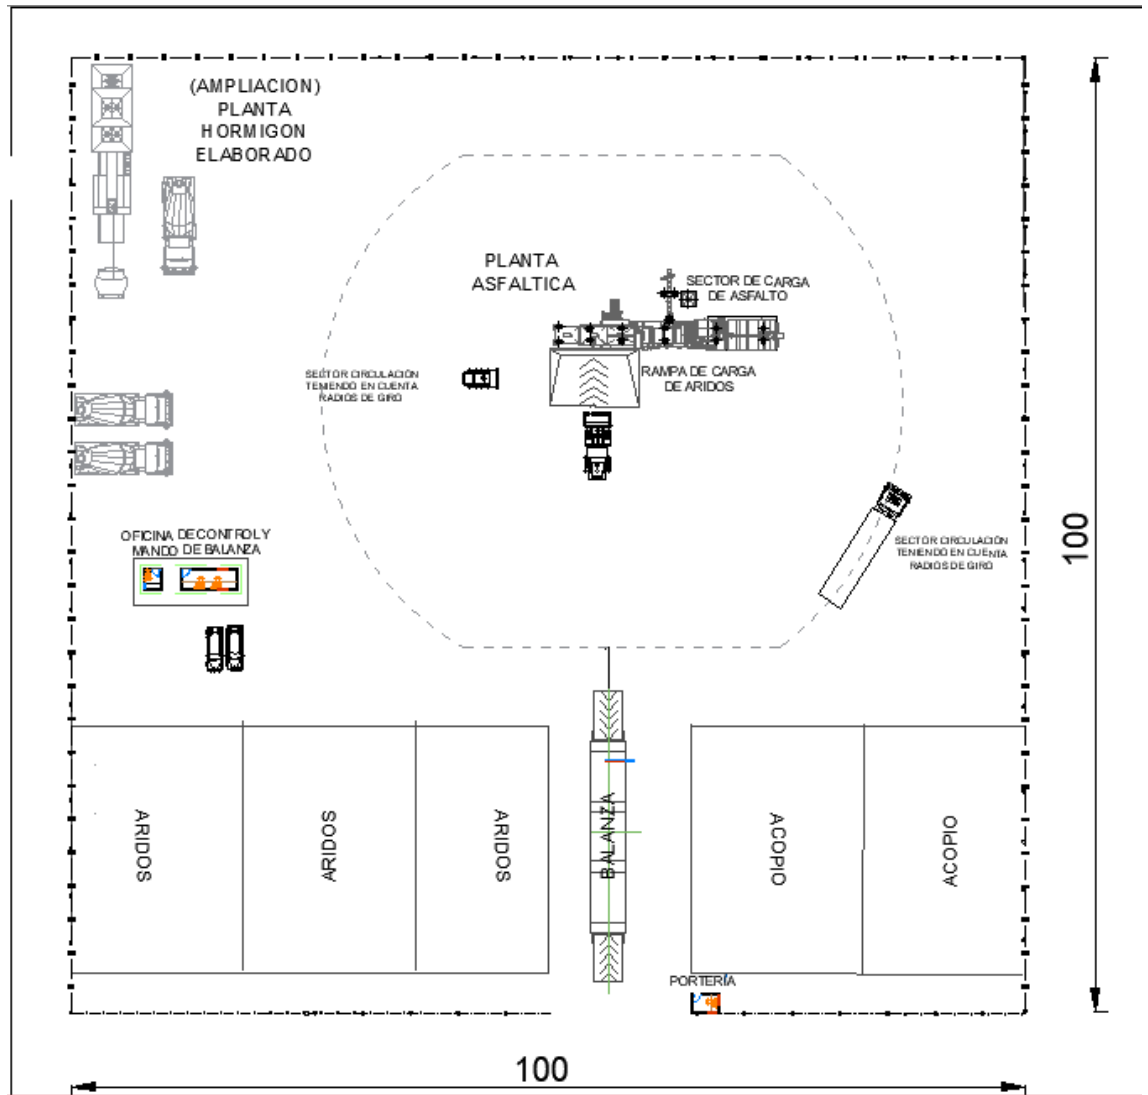 (AMPLIACION)
PLANTA
HORMIGON
ELABORADO
PLANTA
ASFALTICA
SECTOR DE CARGA
DE ASFALTO
RAMPA DE CARGA
DE ARIDOS
SECTOR CIRCULACIÓN
TENIENDO EN CUENTA
RADIOS DE GIRO
OFICINA DE CONTROL Y
MANDO DE BALANZA
SECTOR CIRCULACIÓN
TENIENDO EN CUENTA
RADIOS DE GIRO
100
ARIDOS
ARIDOS
ARIDOS
BALANZA
ACOPIO
ACOPIO
PORTERÍA
100